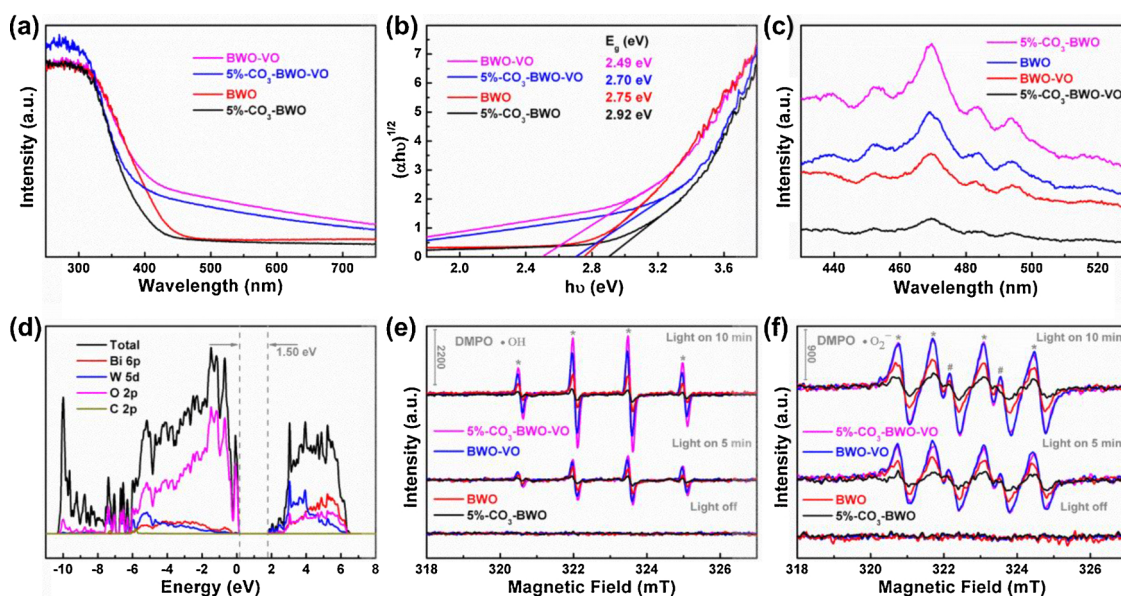 (a)
BWO-VO
5%-CO₃-BWO-VO
BWO
5%-CO₃-BWO
Intensity (a.u.)
300 400 500 600 700
Wavelength (nm)
(b)
E_g (eV)
BWO-VO 2.49 eV
5%-CO₃-BWO-VO 2.70 eV
BWO 2.75 eV
5%-CO₃-BWO 2.92 eV
(αhυ)^1/2
7
6
5
4
3
2
1
0
2.0 2.4 2.8 3.2 3.6
hυ (eV)
(c)
5%-CO₃-BWO
BWO
BWO-VO
5%-CO₃-BWO-VO
Intensity (a.u.)
440 460 480 500 520
Wavelength (nm)
(d)
Total
Bi 6p
W 5d
O 2p
C 2p
1.50 eV
Intensity (a.u.)
-10 -8 -6 -4 -2 0 2 4 6 8
Energy (eV)
(e)
2200
DMPO •OH
Light on 10 min
* * * *
5%-CO₃-BWO-VO
BWO-VO
Light on 5 min
BWO
5%-CO₃-BWO
Light off
Intensity (a.u.)
318 320 322 324 326
Magnetic Field (mT)
(f)
900
DMPO •O₂⁻
Light on 10 min
* * * *
# #
5%-CO₃-BWO-VO
BWO-VO
Light on 5 min
BWO
5%-CO₃-BWO
Light off
Intensity (a.u.)
318 320 322 324 326
Magnetic Field (mT)